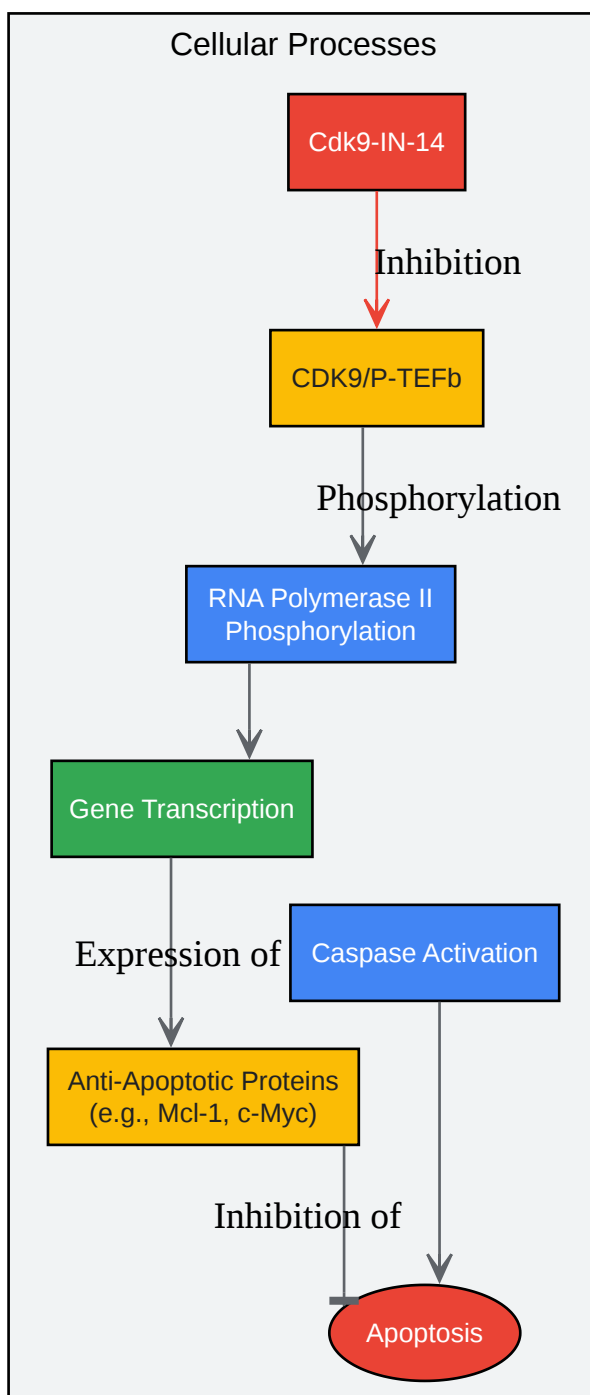 Cellular Processes
Cdk9-IN-14
Inhibition
CDK9/P-TEFb
Phosphorylation
RNA Polymerase II
Phosphorylation
Gene Transcription
Expression of
Caspase Activation
Anti-Apoptotic Proteins
(e.g., Mcl-1, c-Myc)
Inhibition of
Apoptosis